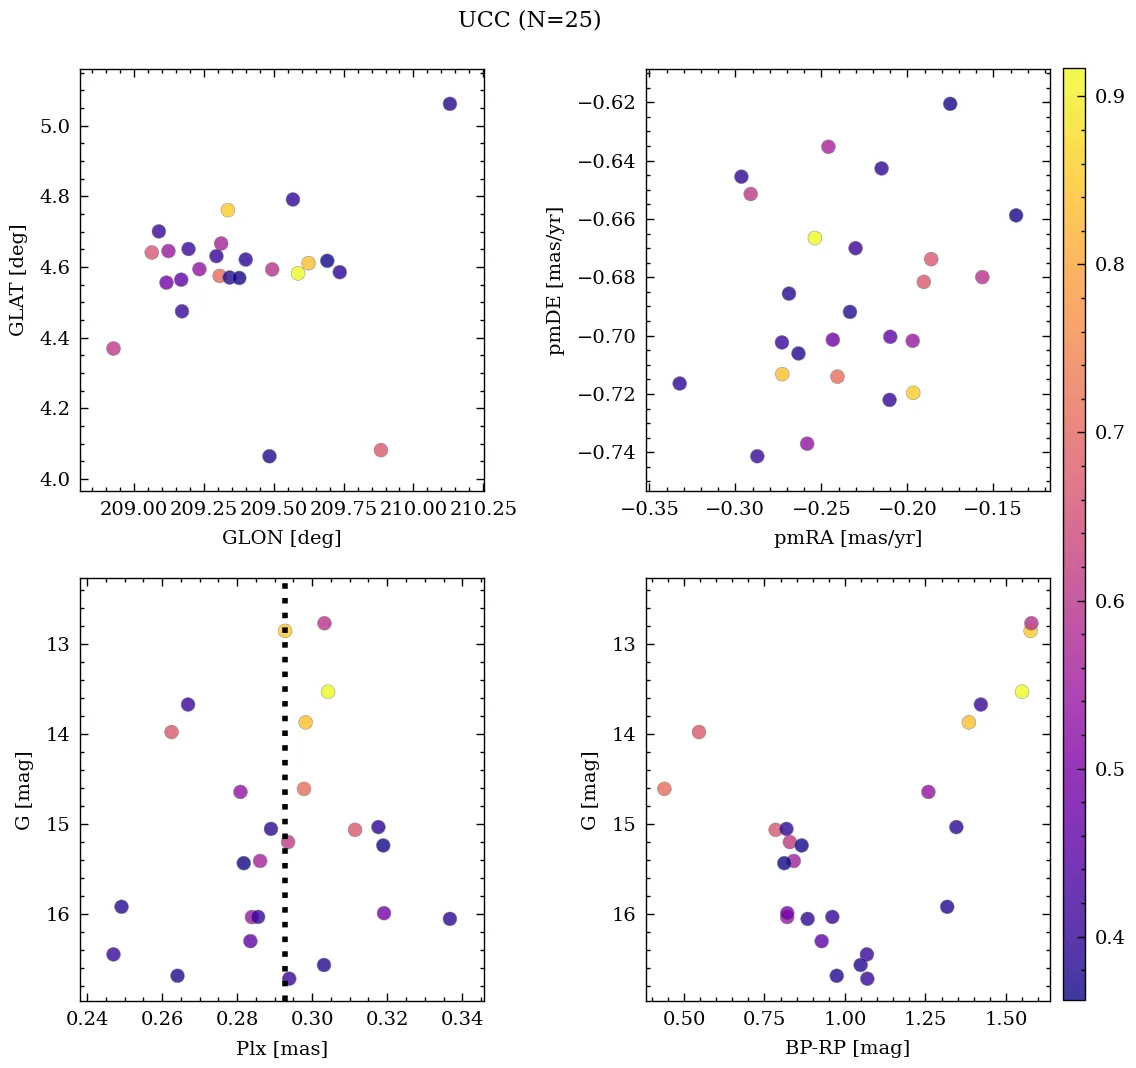 UCC (N=25)
5.0
4.8
4.6
4.4
4.2
4.0
GLAT [deg]
209.00 209.25 209.50 209.75 210.00 210.25
GLON [deg]
−0.62
−0.64
−0.66
−0.68
−0.70
−0.72
−0.74
pmDE [mas/yr]
−0.35 −0.30 −0.25 −0.20 −0.15
pmRA [mas/yr]
13
14
15
16
G [mag]
0.24 0.26 0.28 0.30 0.32 0.34
Plx [mas]
13
14
15
16
G [mag]
0.50 0.75 1.00 1.25 1.50
BP-RP [mag]
0.9
0.8
0.7
0.6
0.5
0.4